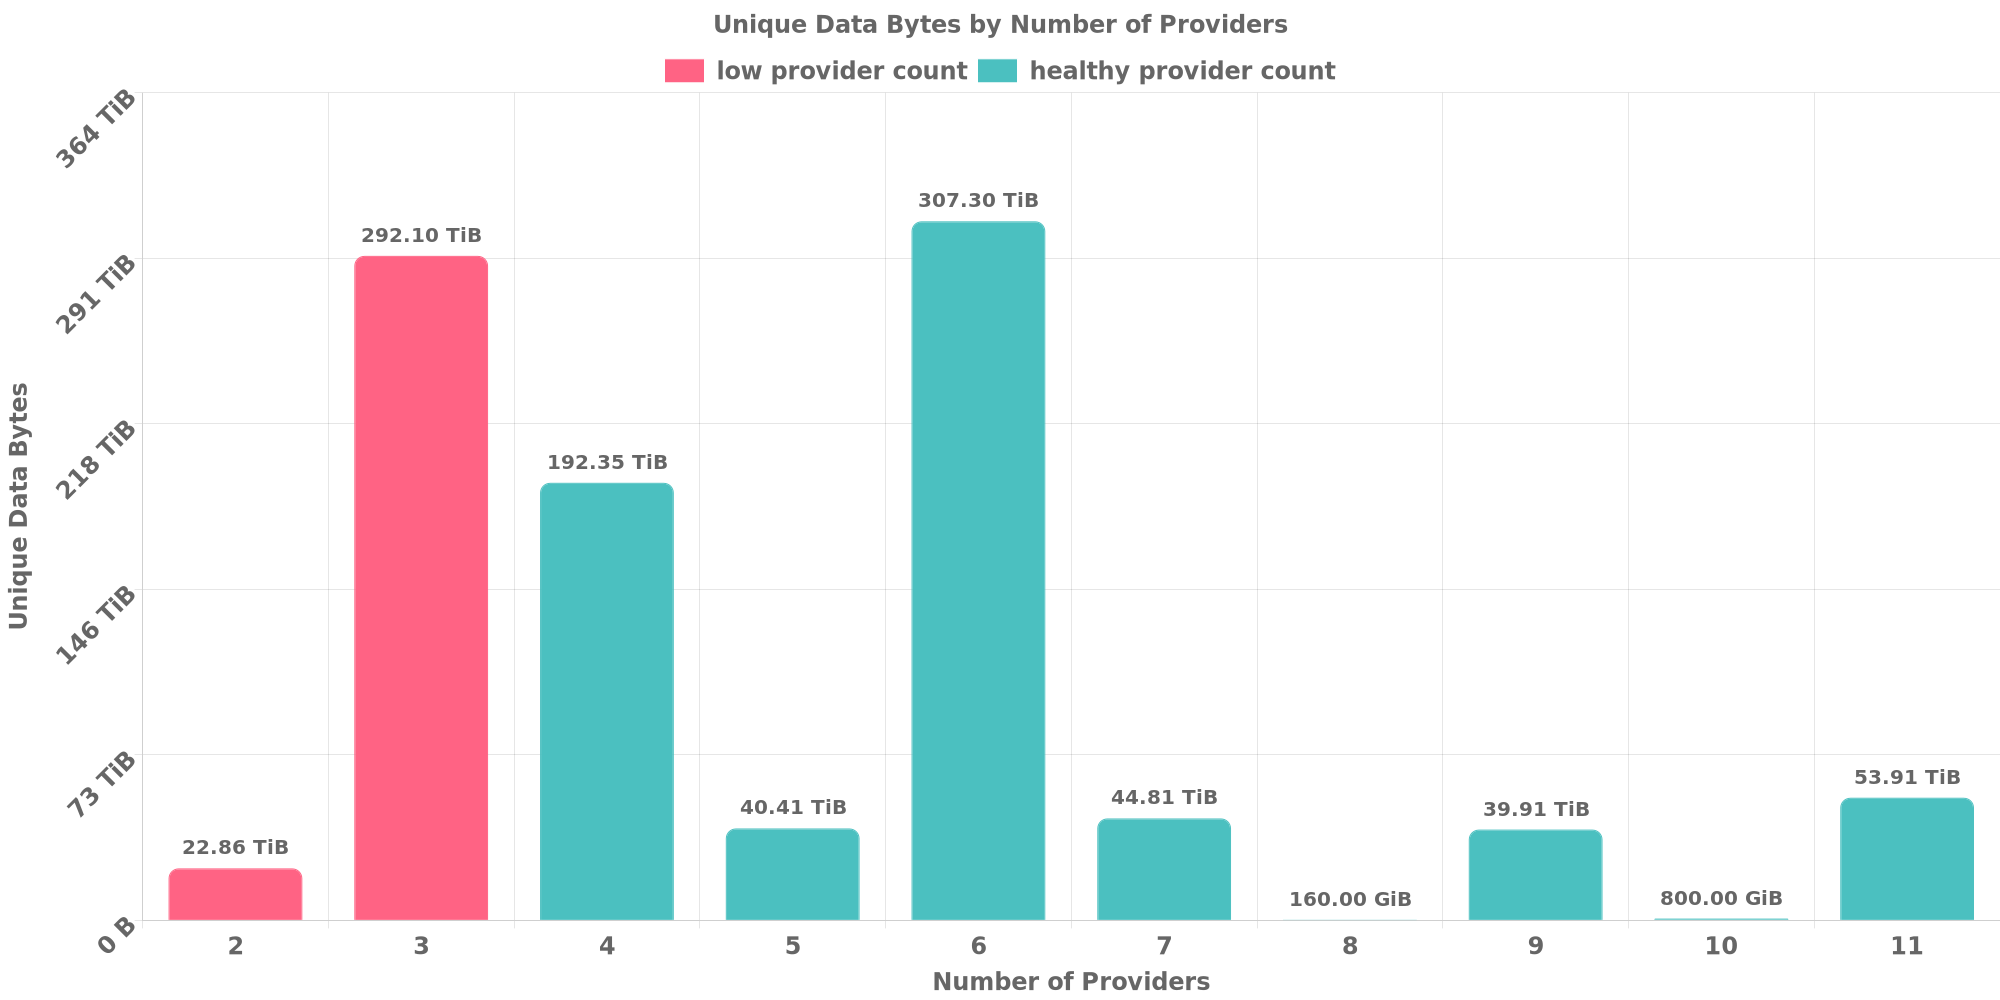 Unique Data Bytes by Number of Providers
low provider count healthy provider count
364 TiB
291 TiB
218 TiB
146 TiB
73 TiB
0 B
Unique Data Bytes
22.86 TiB
292.10 TiB
192.35 TiB
40.41 TiB
307.30 TiB
44.81 TiB
160.00 GiB
39.91 TiB
800.00 GiB
53.91 TiB
2 3 4 5 6 7 8 9 10 11
Number of Providers